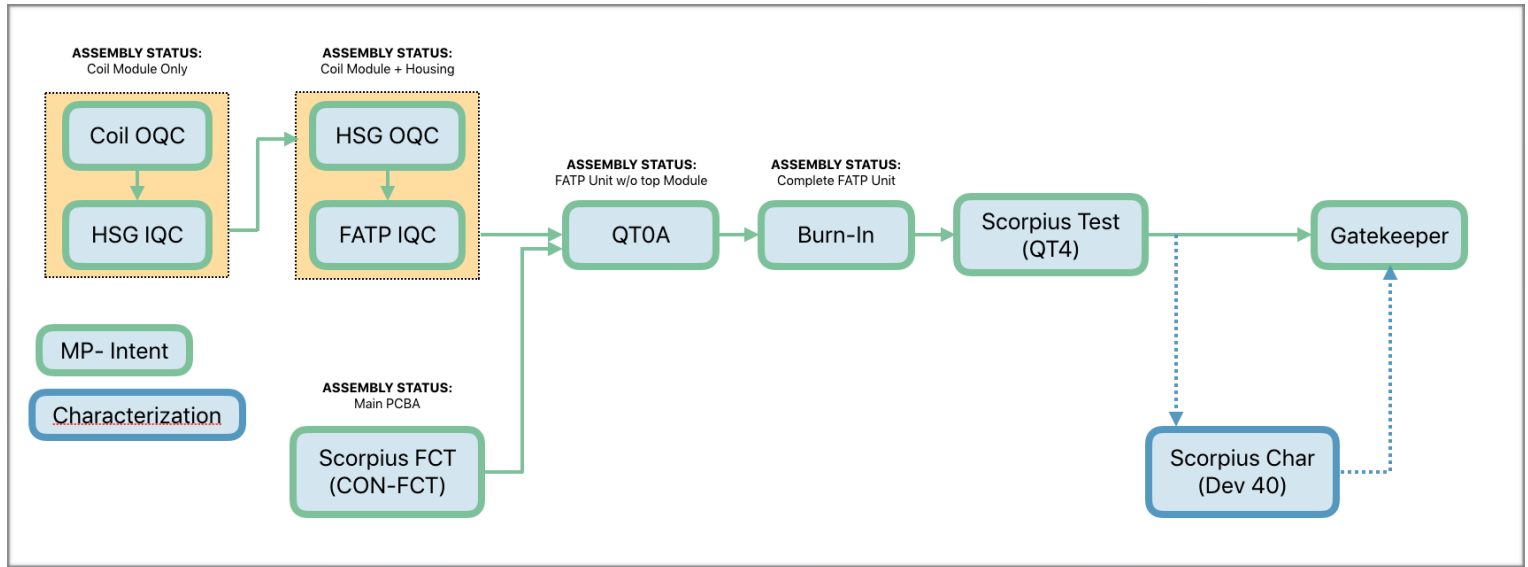 ASSEMBLY STATUS:
Coil Module Only
Coil OQC
HSG IQC
ASSEMBLY STATUS:
Coil Module + Housing
HSG OQC
FATP IQC
ASSEMBLY STATUS:
FATP Unit w/o top Module
QT0A
ASSEMBLY STATUS:
Complete FATP Unit
Burn-In
Scorpius Test
(QT4)
Gatekeeper
MP- Intent
Characterization
ASSEMBLY STATUS:
Main PCBA
Scorpius FCT
(CON-FCT)
Scorpius Char
(Dev 40)